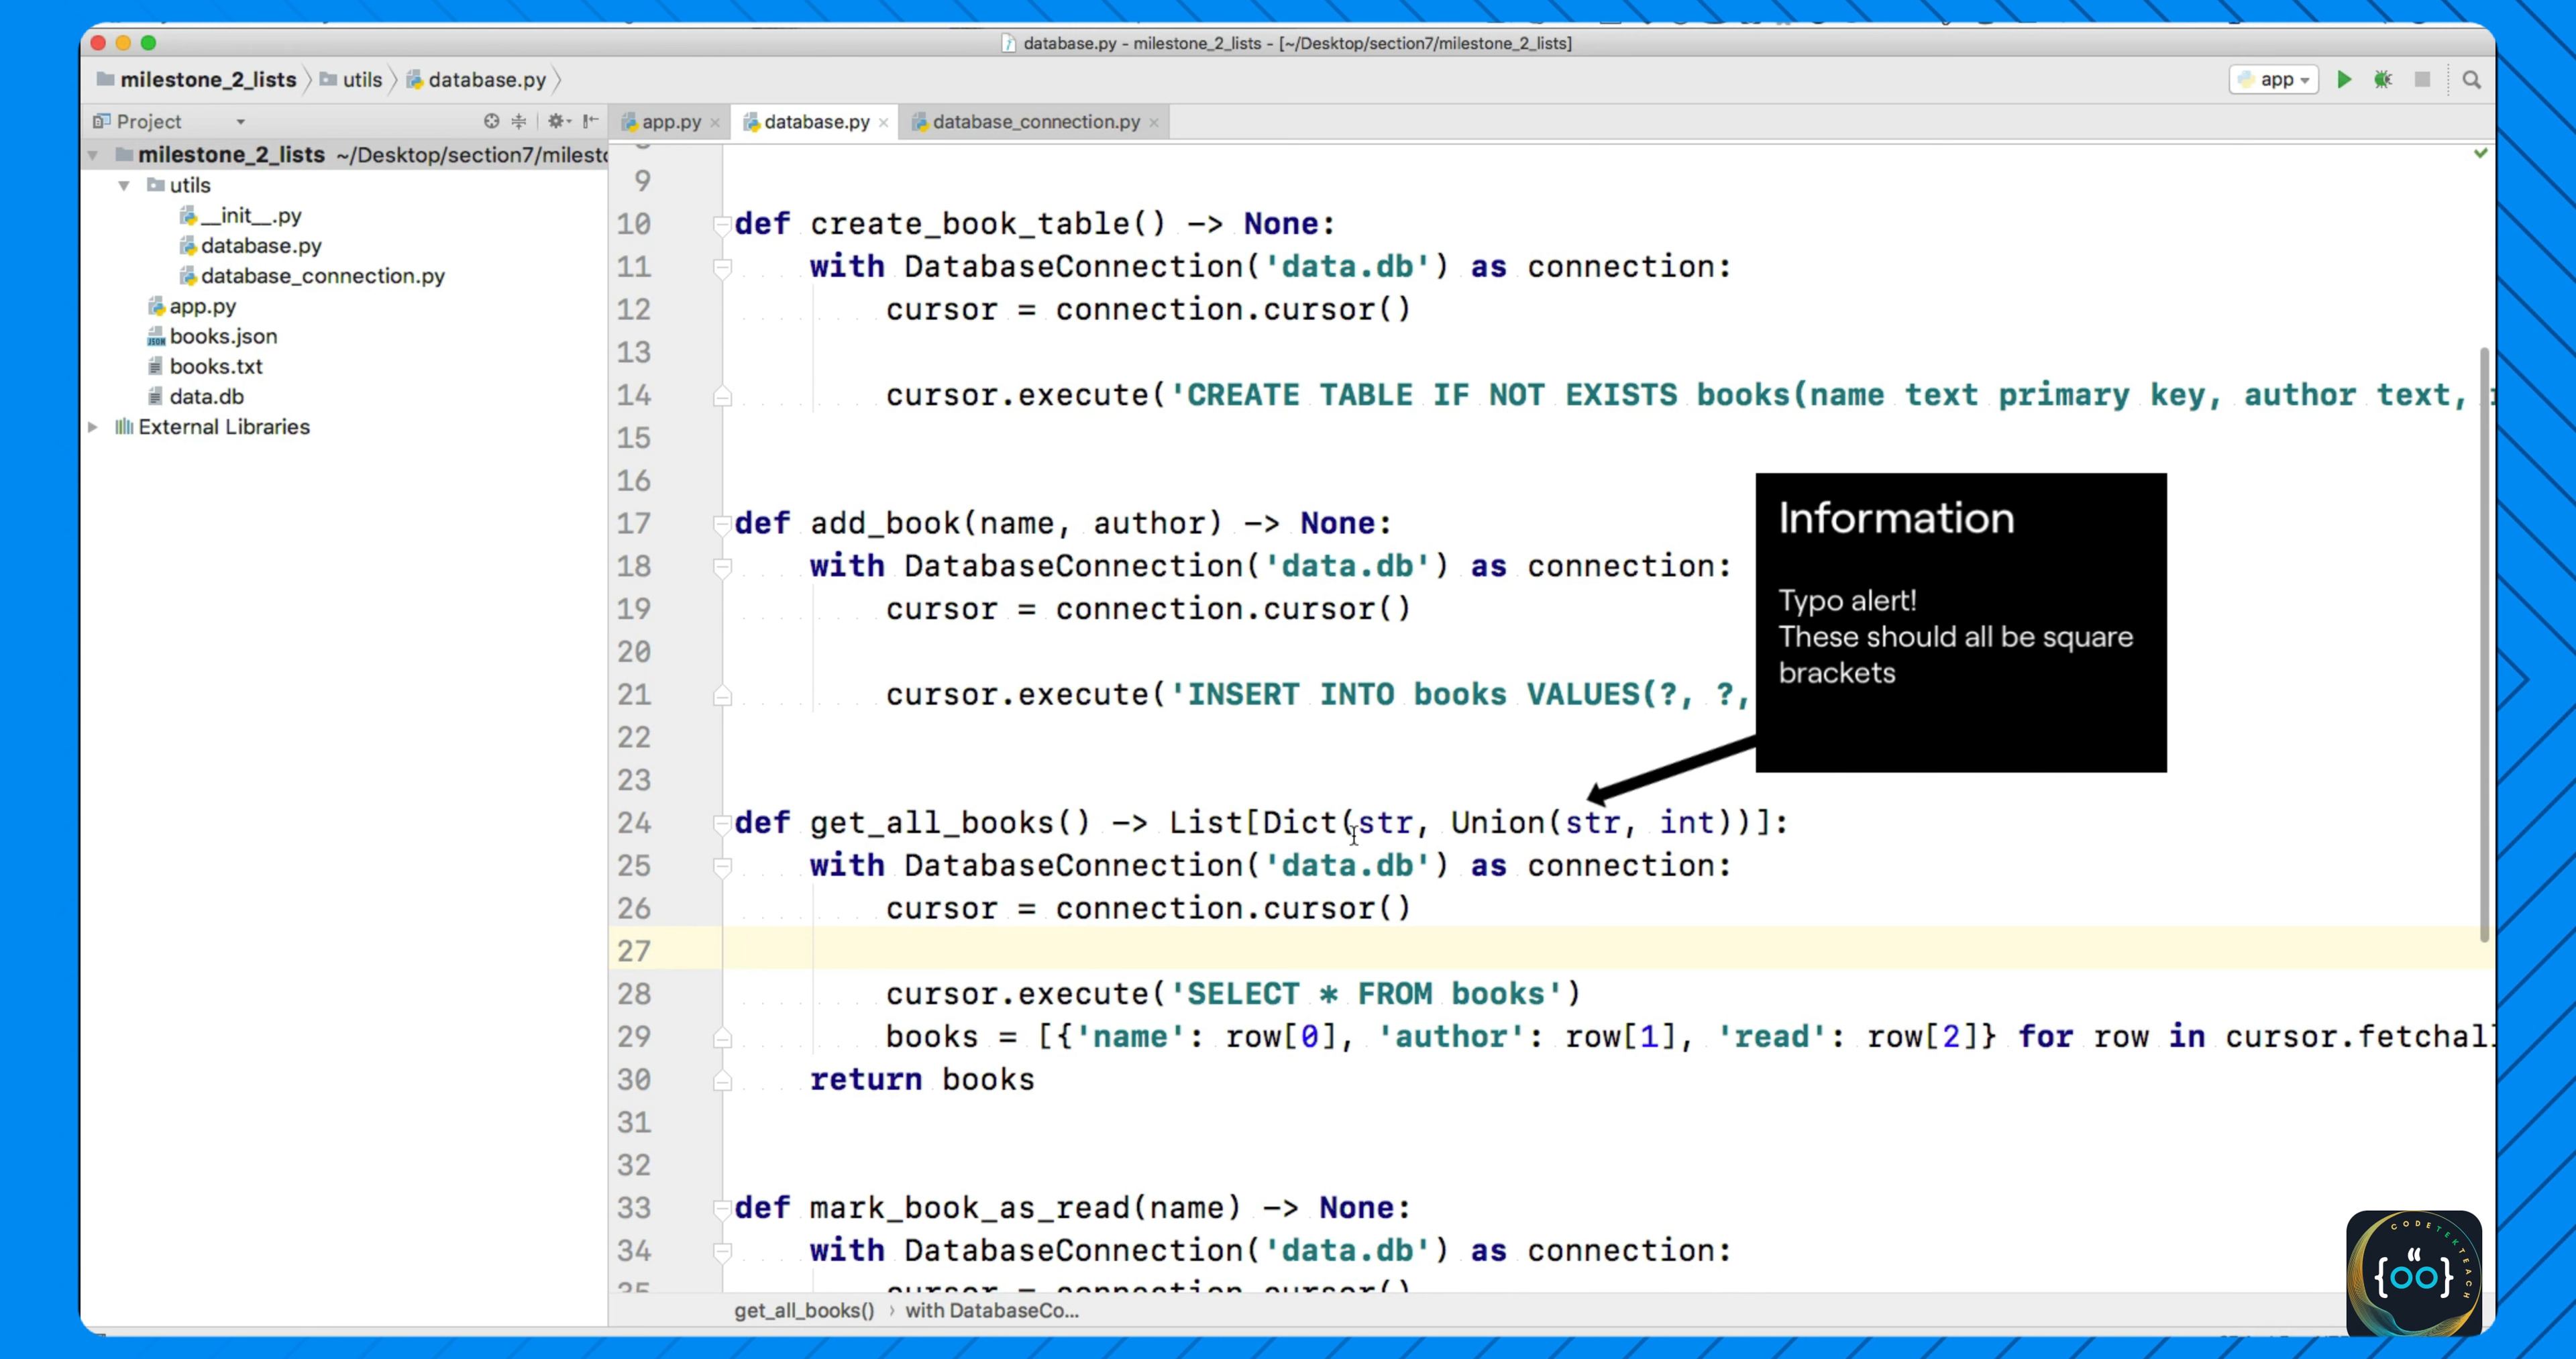 database.py - milestone_2_lists - [~/Desktop/section7/milestone_2_lists]
milestone_2_lists utils database.py
app
Project
app.py database.py database_connection.py
milestone_2_lists ~/Desktop/section7/milest
utils
__init__.py
database.py
database_connection.py
app.py
books.json
books.txt
data.db
External Libraries
9
10 def create_book_table() -> None:
11 with DatabaseConnection('data.db') as connection:
12 cursor = connection.cursor()
13
14 cursor.execute('CREATE TABLE IF NOT EXISTS books(name text primary key, author text,
15
16
17 def add_book(name, author) -> None:
18 with DatabaseConnection('data.db') as connection:
19 cursor = connection.cursor()
20
21 cursor.execute('INSERT INTO books VALUES(?, ?,
22
23
24 def get_all_books() -> List[Dict(str, Union(str, int))]:
25 with DatabaseConnection('data.db') as connection:
26 cursor = connection.cursor()
27
28 cursor.execute('SELECT * FROM books')
29 books = [{'name': row[0], 'author': row[1], 'read': row[2]} for row in cursor.fetchal
30 return books
31
32
33 def mark_book_as_read(name) -> None:
34 with DatabaseConnection('data.db') as connection:
35 cursor = connection.cursor()
Information
Typo alert!
These should all be square
brackets
get_all_books() › with DatabaseCo...
CODETEKTEACH